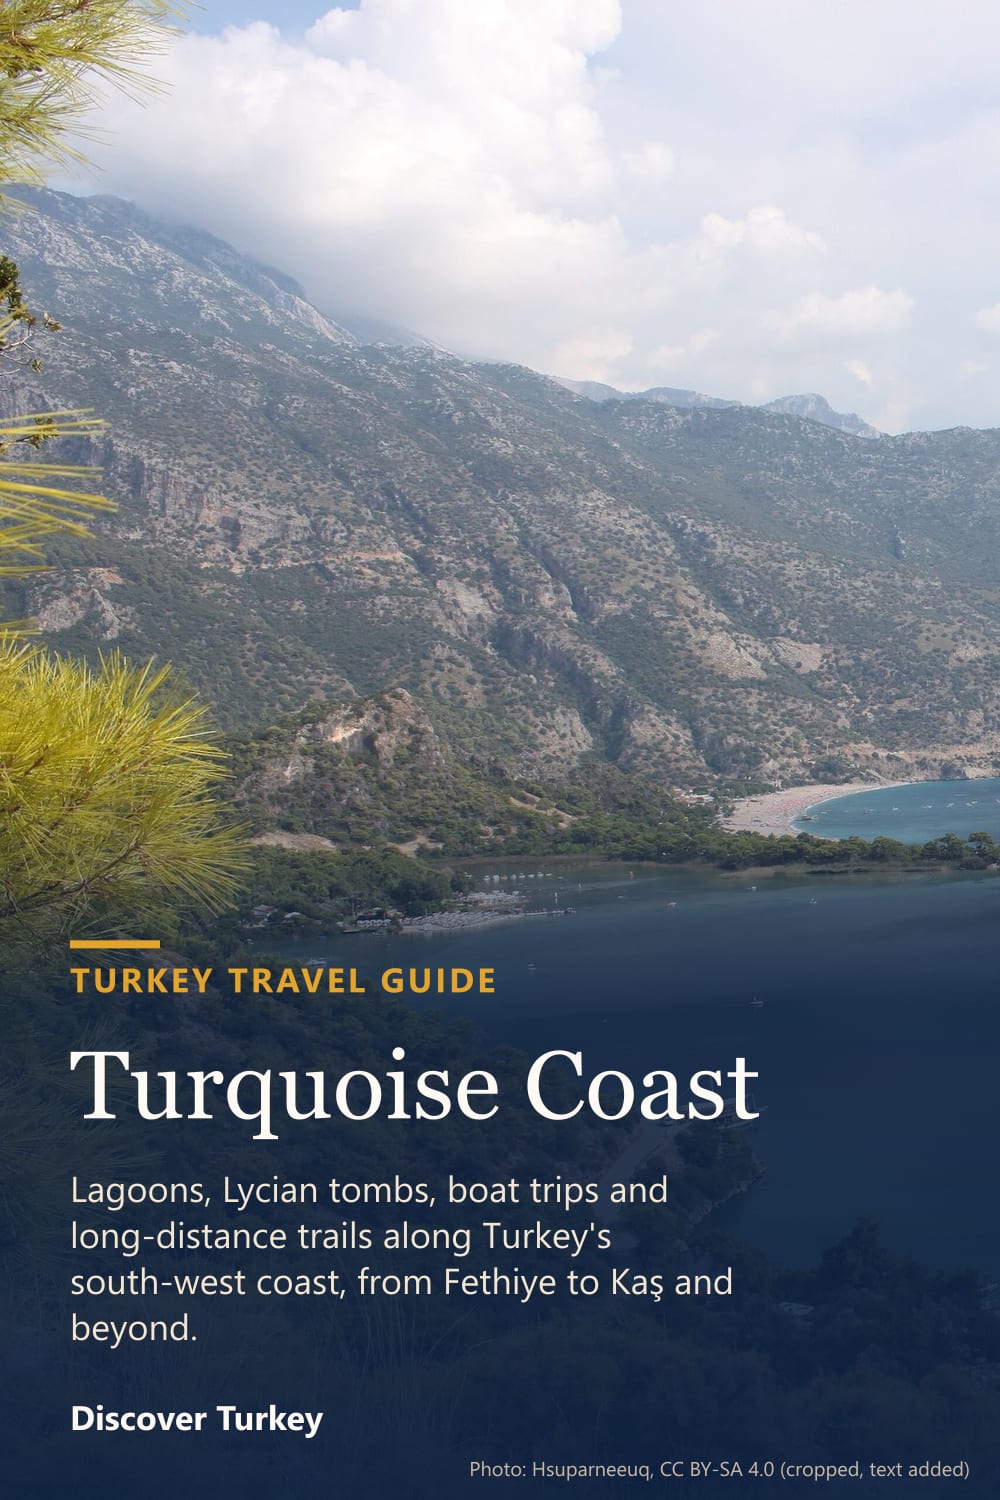 TURKEY TRAVEL GUIDE
Turquoise Coast
Lagoons, Lycian tombs, boat trips and
long-distance trails along Turkey's
south-west coast, from Fethiye to Kaş and
beyond.
Discover Turkey
Photo: Hsuparneeuq, CC BY-SA 4.0 (cropped, text added)